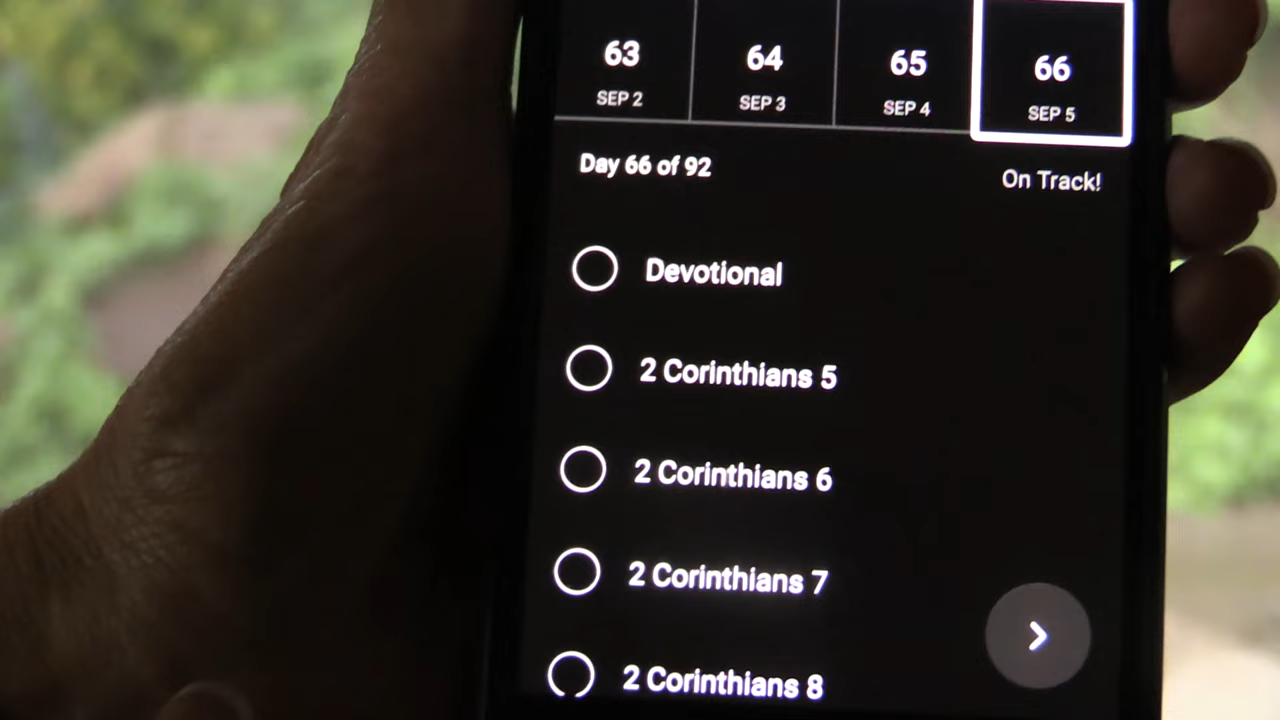 63 64 65 66
SEP 2 SEP 3 SEP 4 SEP 5
Day 66 of 92 On Track!
Devotional
2 Corinthians 5
2 Corinthians 6
2 Corinthians 7
2 Corinthians 8